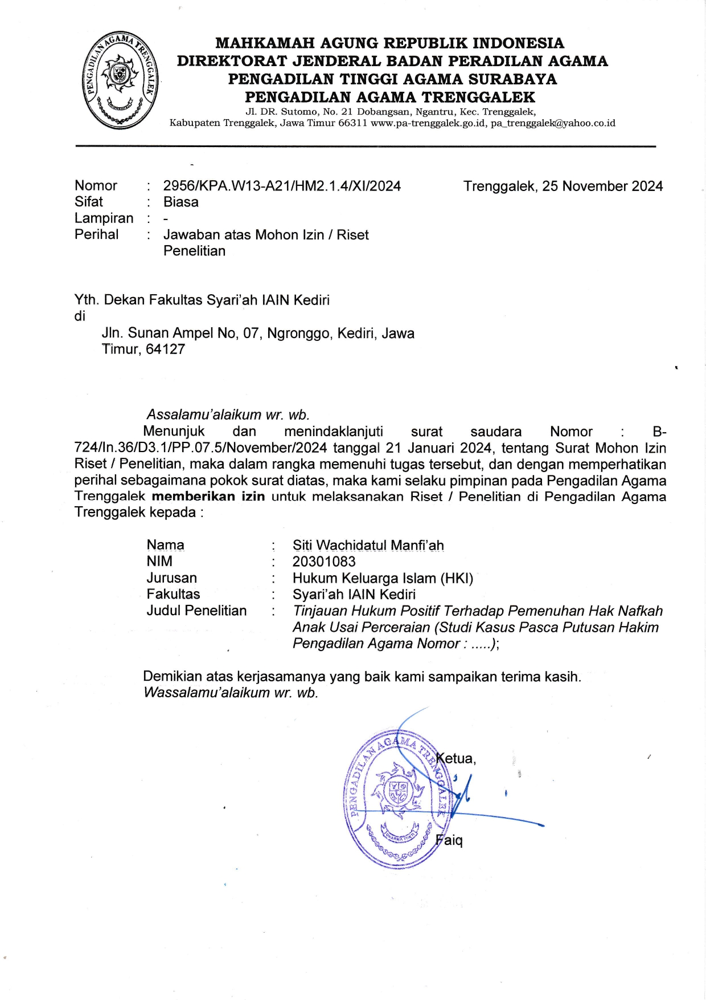 PENGADILAN AGAMA TRENGGALEK
MAHKAMAH AGUNG REPUBLIK INDONESIA
DIREKTORAT JENDERAL BADAN PERADILAN AGAMA
PENGADILAN TINGGI AGAMA SURABAYA
PENGADILAN AGAMA TRENGGALEK
Jl. DR. Sutomo, No. 21 Dobangsan, Ngantru, Kec. Trenggalek,
Kabupaten Trenggalek, Jawa Timur 66311 www.pa-trenggalek.go.id, pa_trenggalek@yahoo.co.id
Nomor : 2956/KPA.W13-A21/HM2.1.4/XI/2024 Trenggalek, 25 November 2024
Sifat : Biasa
Lampiran : -
Perihal : Jawaban atas Mohon Izin / Riset
Penelitian
Yth. Dekan Fakultas Syari'ah IAIN Kediri
di
Jln. Sunan Ampel No, 07, Ngronggo, Kediri, Jawa
Timur, 64127
Assalamu'alaikum wr. wb.
Menunjuk dan menindaklanjuti surat saudara Nomor : B-
724/In.36/D3.1/PP.07.5/November/2024 tanggal 21 Januari 2024, tentang Surat Mohon Izin
Riset / Penelitian, maka dalam rangka memenuhi tugas tersebut, dan dengan memperhatikan
perihal sebagaimana pokok surat diatas, maka kami selaku pimpinan pada Pengadilan Agama
Trenggalek memberikan izin untuk melaksanakan Riset / Penelitian di Pengadilan Agama
Trenggalek kepada :
Nama : Siti Wachidatul Manfi'ah
NIM : 20301083
Jurusan : Hukum Keluarga Islam (HKI)
Fakultas : Syari'ah IAIN Kediri
Judul Penelitian : Tinjauan Hukum Positif Terhadap Pemenuhan Hak Nafkah
Anak Usai Perceraian (Studi Kasus Pasca Putusan Hakim
Pengadilan Agama Nomor : .....);
Demikian atas kerjasamanya yang baik kami sampaikan terima kasih.
Wassalamu'alaikum wr. wb.
PENGADILAN AGAMA TRENGGALEK
Ketua,
Faiq